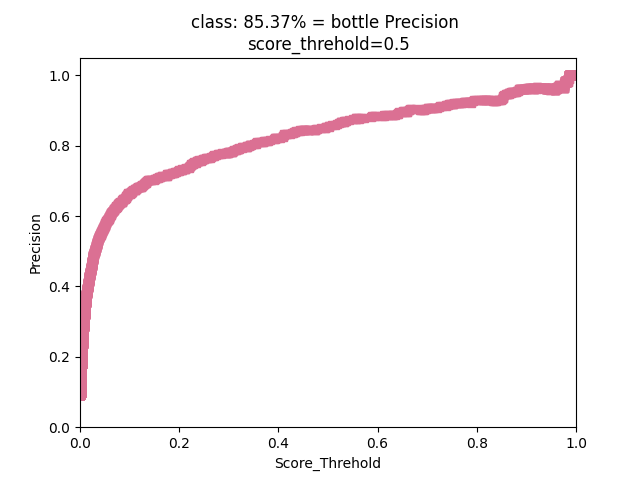 class: 85.37% = bottle Precision
score_threhold=0.5
1.0
0.8
0.6
0.4
0.2
0.0
Precision
0.0 0.2 0.4 0.6 0.8 1.0
Score_Threhold